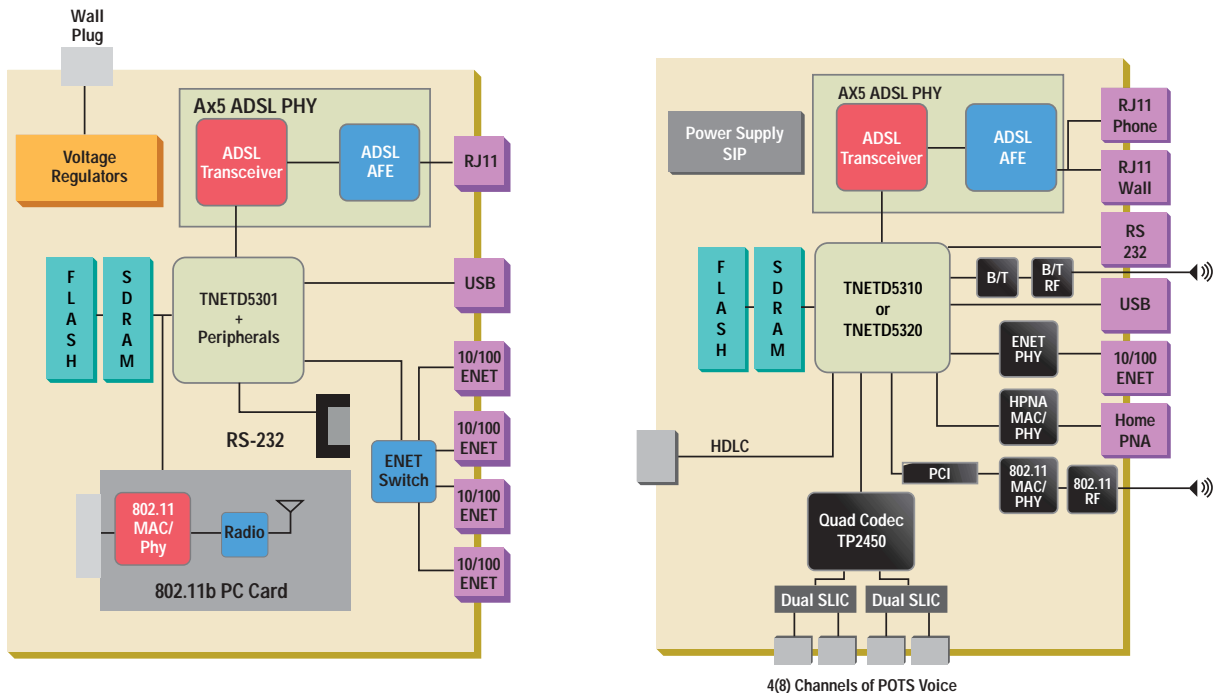 Wall
Plug
Ax5 ADSL PHY
ADSL
Transceiver
ADSL
AFE
RJ11
Voltage
Regulators
FLASH
SDRAM
TNETD5301
+
Peripherals
USB
10/100
ENET
10/100
ENET
10/100
ENET
10/100
ENET
RS-232
ENET
Switch
802.11
MAC/
Phy
Radio
802.11b PC Card
AX5 ADSL PHY
Power Supply
SIP
ADSL
Transceiver
ADSL
AFE
RJ11
Phone
RJ11
Wall
RS
232
FLASH
SDRAM
TNETD5310
or
TNETD5320
B/T
B/T
RF
USB
ENET
PHY
10/100
ENET
HPNA
MAC/
PHY
Home
PNA
HDLC
PCI
802.11
MAC/
PHY
802.11
RF
Quad Codec
TP2450
Dual SLIC
Dual SLIC
4(8) Channels of POTS Voice